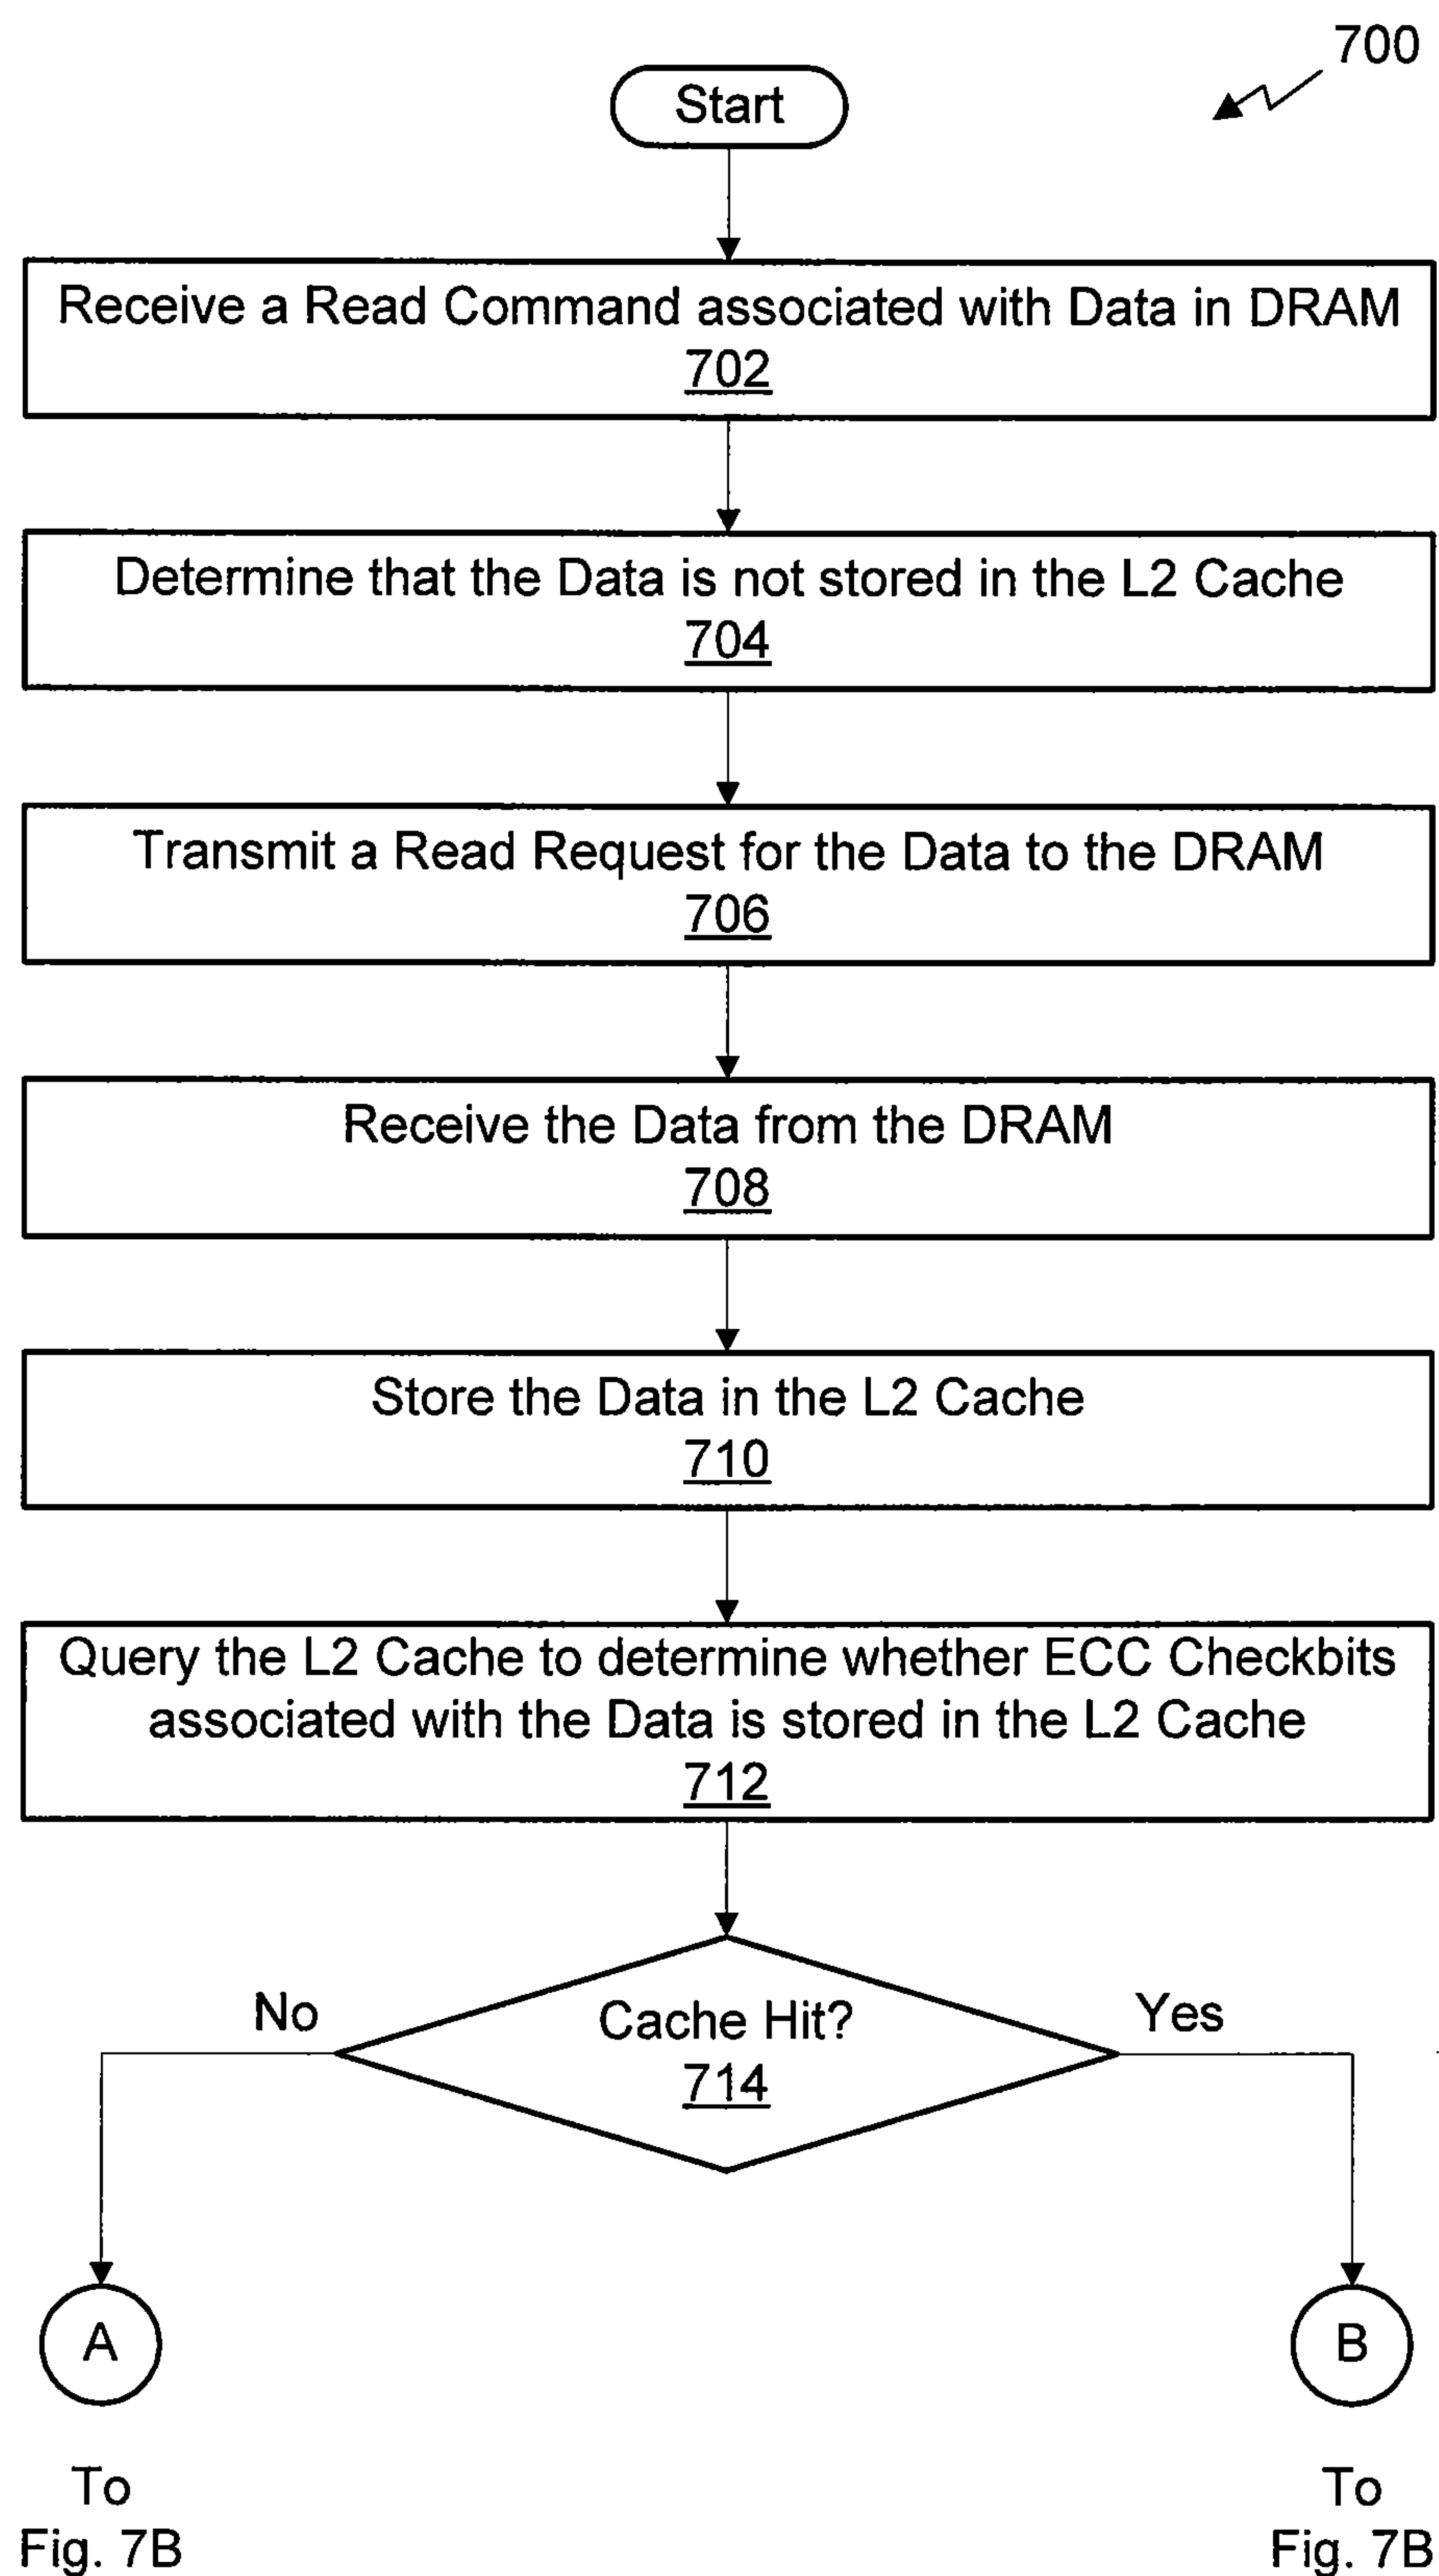 700
Start
Receive a Read Command associated with Data in DRAM
702
Determine that the Data is not stored in the L2 Cache
704
Transmit a Read Request for the Data to the DRAM
706
Receive the Data from the DRAM
708
Store the Data in the L2 Cache
710
Query the L2 Cache to determine whether ECC Checkbits
associated with the Data is stored in the L2 Cache
712
No
Cache Hit?
Yes
714
A
B
To
Fig. 7B
To
Fig. 7B